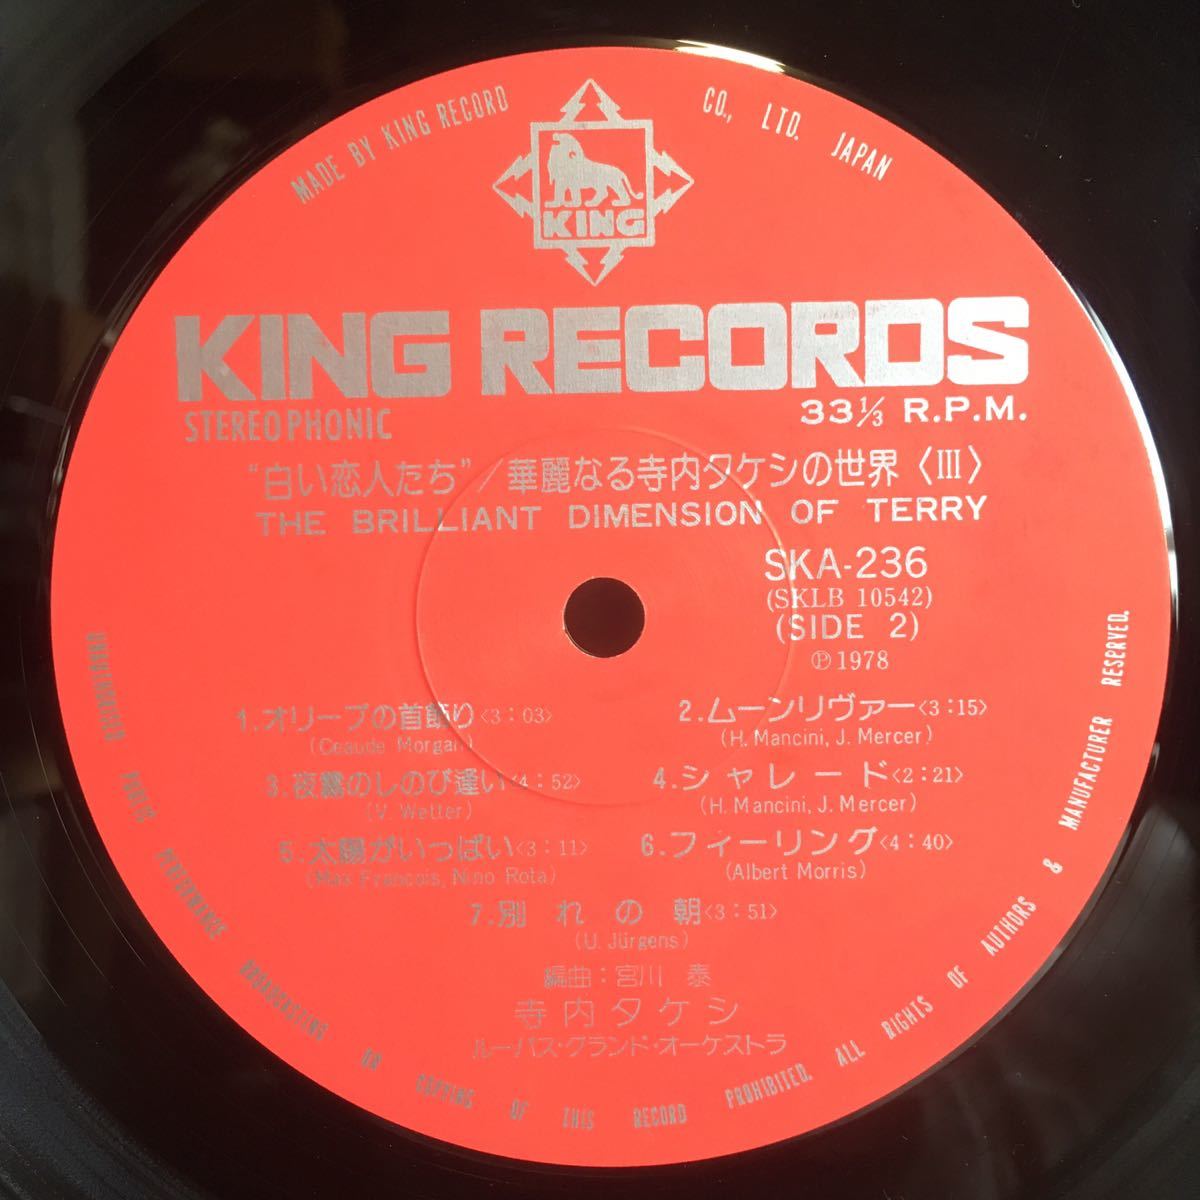 MADE BY KING RECORD CO., LTD. JAPAN
KING
KING RECORDS
STEREOPHONIC
33⅓ R.P.M.
“白い恋人たち”/華麗なる寺内タケシの世界〈III〉
THE BRILLIANT DIMENSION OF TERRY
SKA-236
(SKLB 10542)
(SIDE 2)
Ⓟ1978
1.オリーブの首飾り〈3:03〉
(Ceaude Morgan)
2.ムーンリヴァー〈3:15〉
(H. Mancini, J. Mercer)
3.夜霧のしのび逢い〈4:52〉
(V. Wetter)
4.シャレード〈2:21〉
(H. Mancini, J. Mercer)
5.太陽がいっぱい〈3:11〉
(Max Francois, Nino Rota)
6.フィーリング〈4:40〉
(Albert Morris)
7.別れの朝〈3:51〉
(U. Jürgens)
編曲:宮川 泰
寺内タケシ
ルーパス・グランド・オーケストラ
UNAUTHORIZED PUBLIC PERFORMANCE BROADCASTING OR COPYING OF THIS RECORD PROHIBITED. ALL RIGHTS OF AUTHORS & MANUFACTURER RESERVED.